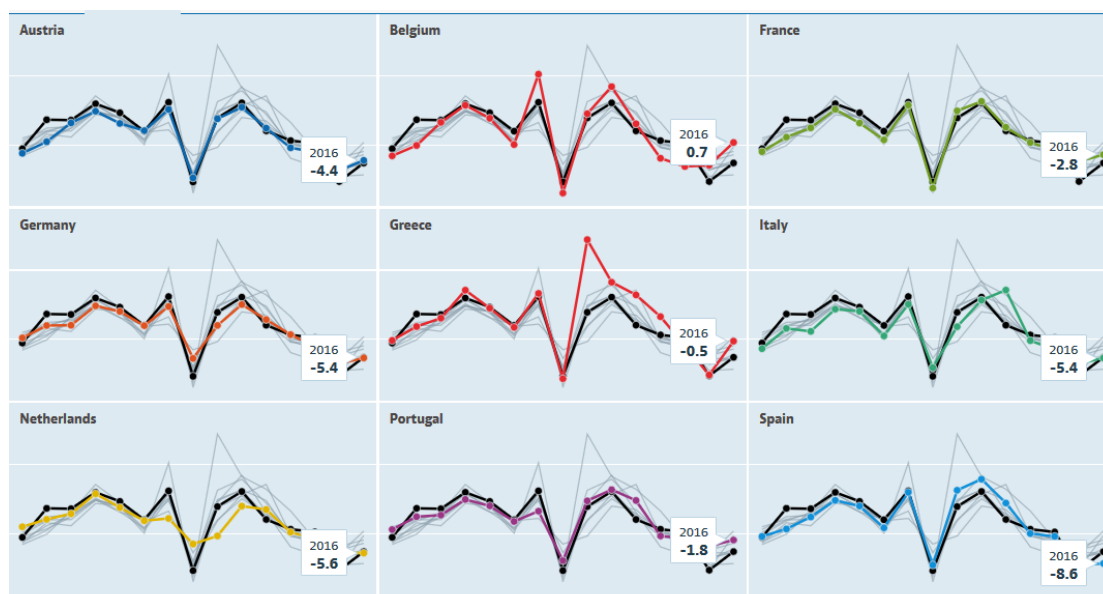 Austria
2016
-4.4
Belgium
2016
0.7
France
2016
-2.8
Germany
2016
-5.4
Greece
2016
-0.5
Italy
2016
-5.4
Netherlands
2016
-5.6
Portugal
2016
-1.8
Spain
2016
-8.6